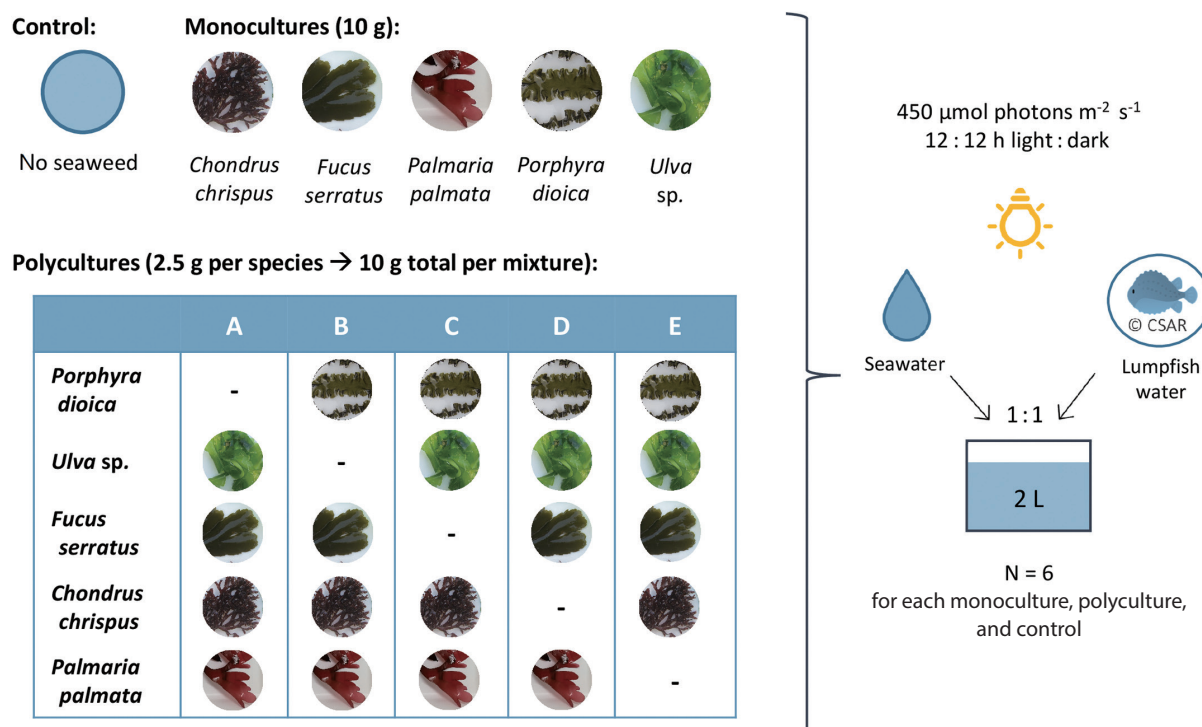 Control:
Monocultures (10 g):
No seaweed
Chondrus
chrispus
Fucus
serratus
Palmaria
palmata
Porphyra
dioica
Ulva
sp.
Polycultures (2.5 g per species → 10 g total per mixture):
A B C D E
Porphyra
dioica
-
Ulva sp.
-
Fucus
serratus
-
Chondrus
chrispus
-
Palmaria
palmata
-
450 µmol photons m⁻² s⁻¹
12 : 12 h light : dark
© CSAR
Seawater
Lumpfish
water
1 : 1
2 L
N = 6
for each monoculture, polyculture,
and control